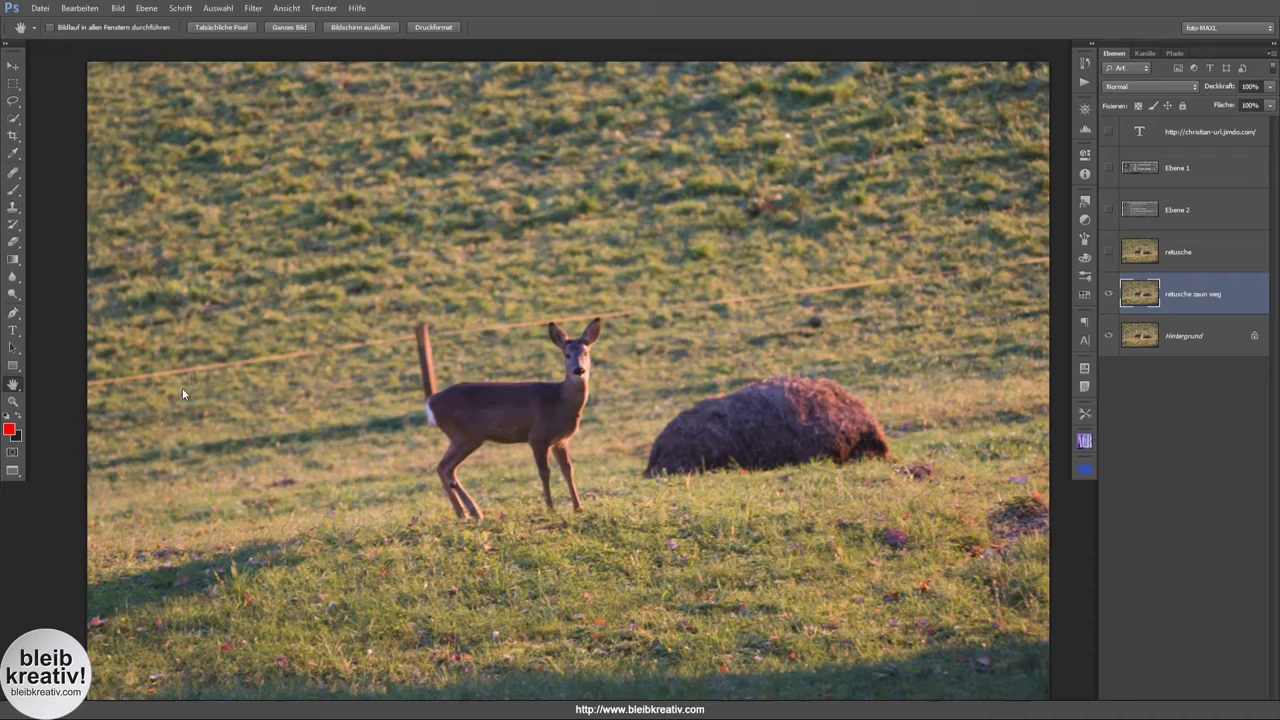 Ps Datei Bearbeiten Bild Ebene Schrift Auswahl Filter Ansicht Fenster Hilfe
Bildlauf in allen Fenstern durchführen Tatsächliche Pixel Ganzes Bild Bildschirm ausfüllen Druckformat foto-MAXL
Ebenen Kanäle Pfade
Art
Normal Deckkraft: 100%
Fixieren: Fläche: 100%
http://christian-url.jimdo.com/
Ebene 1
Ebene 2
retusche
retusche zaun weg
Hintergrund
bleib
kreativ!
bleibkreativ.com
http://www.bleibkreativ.com